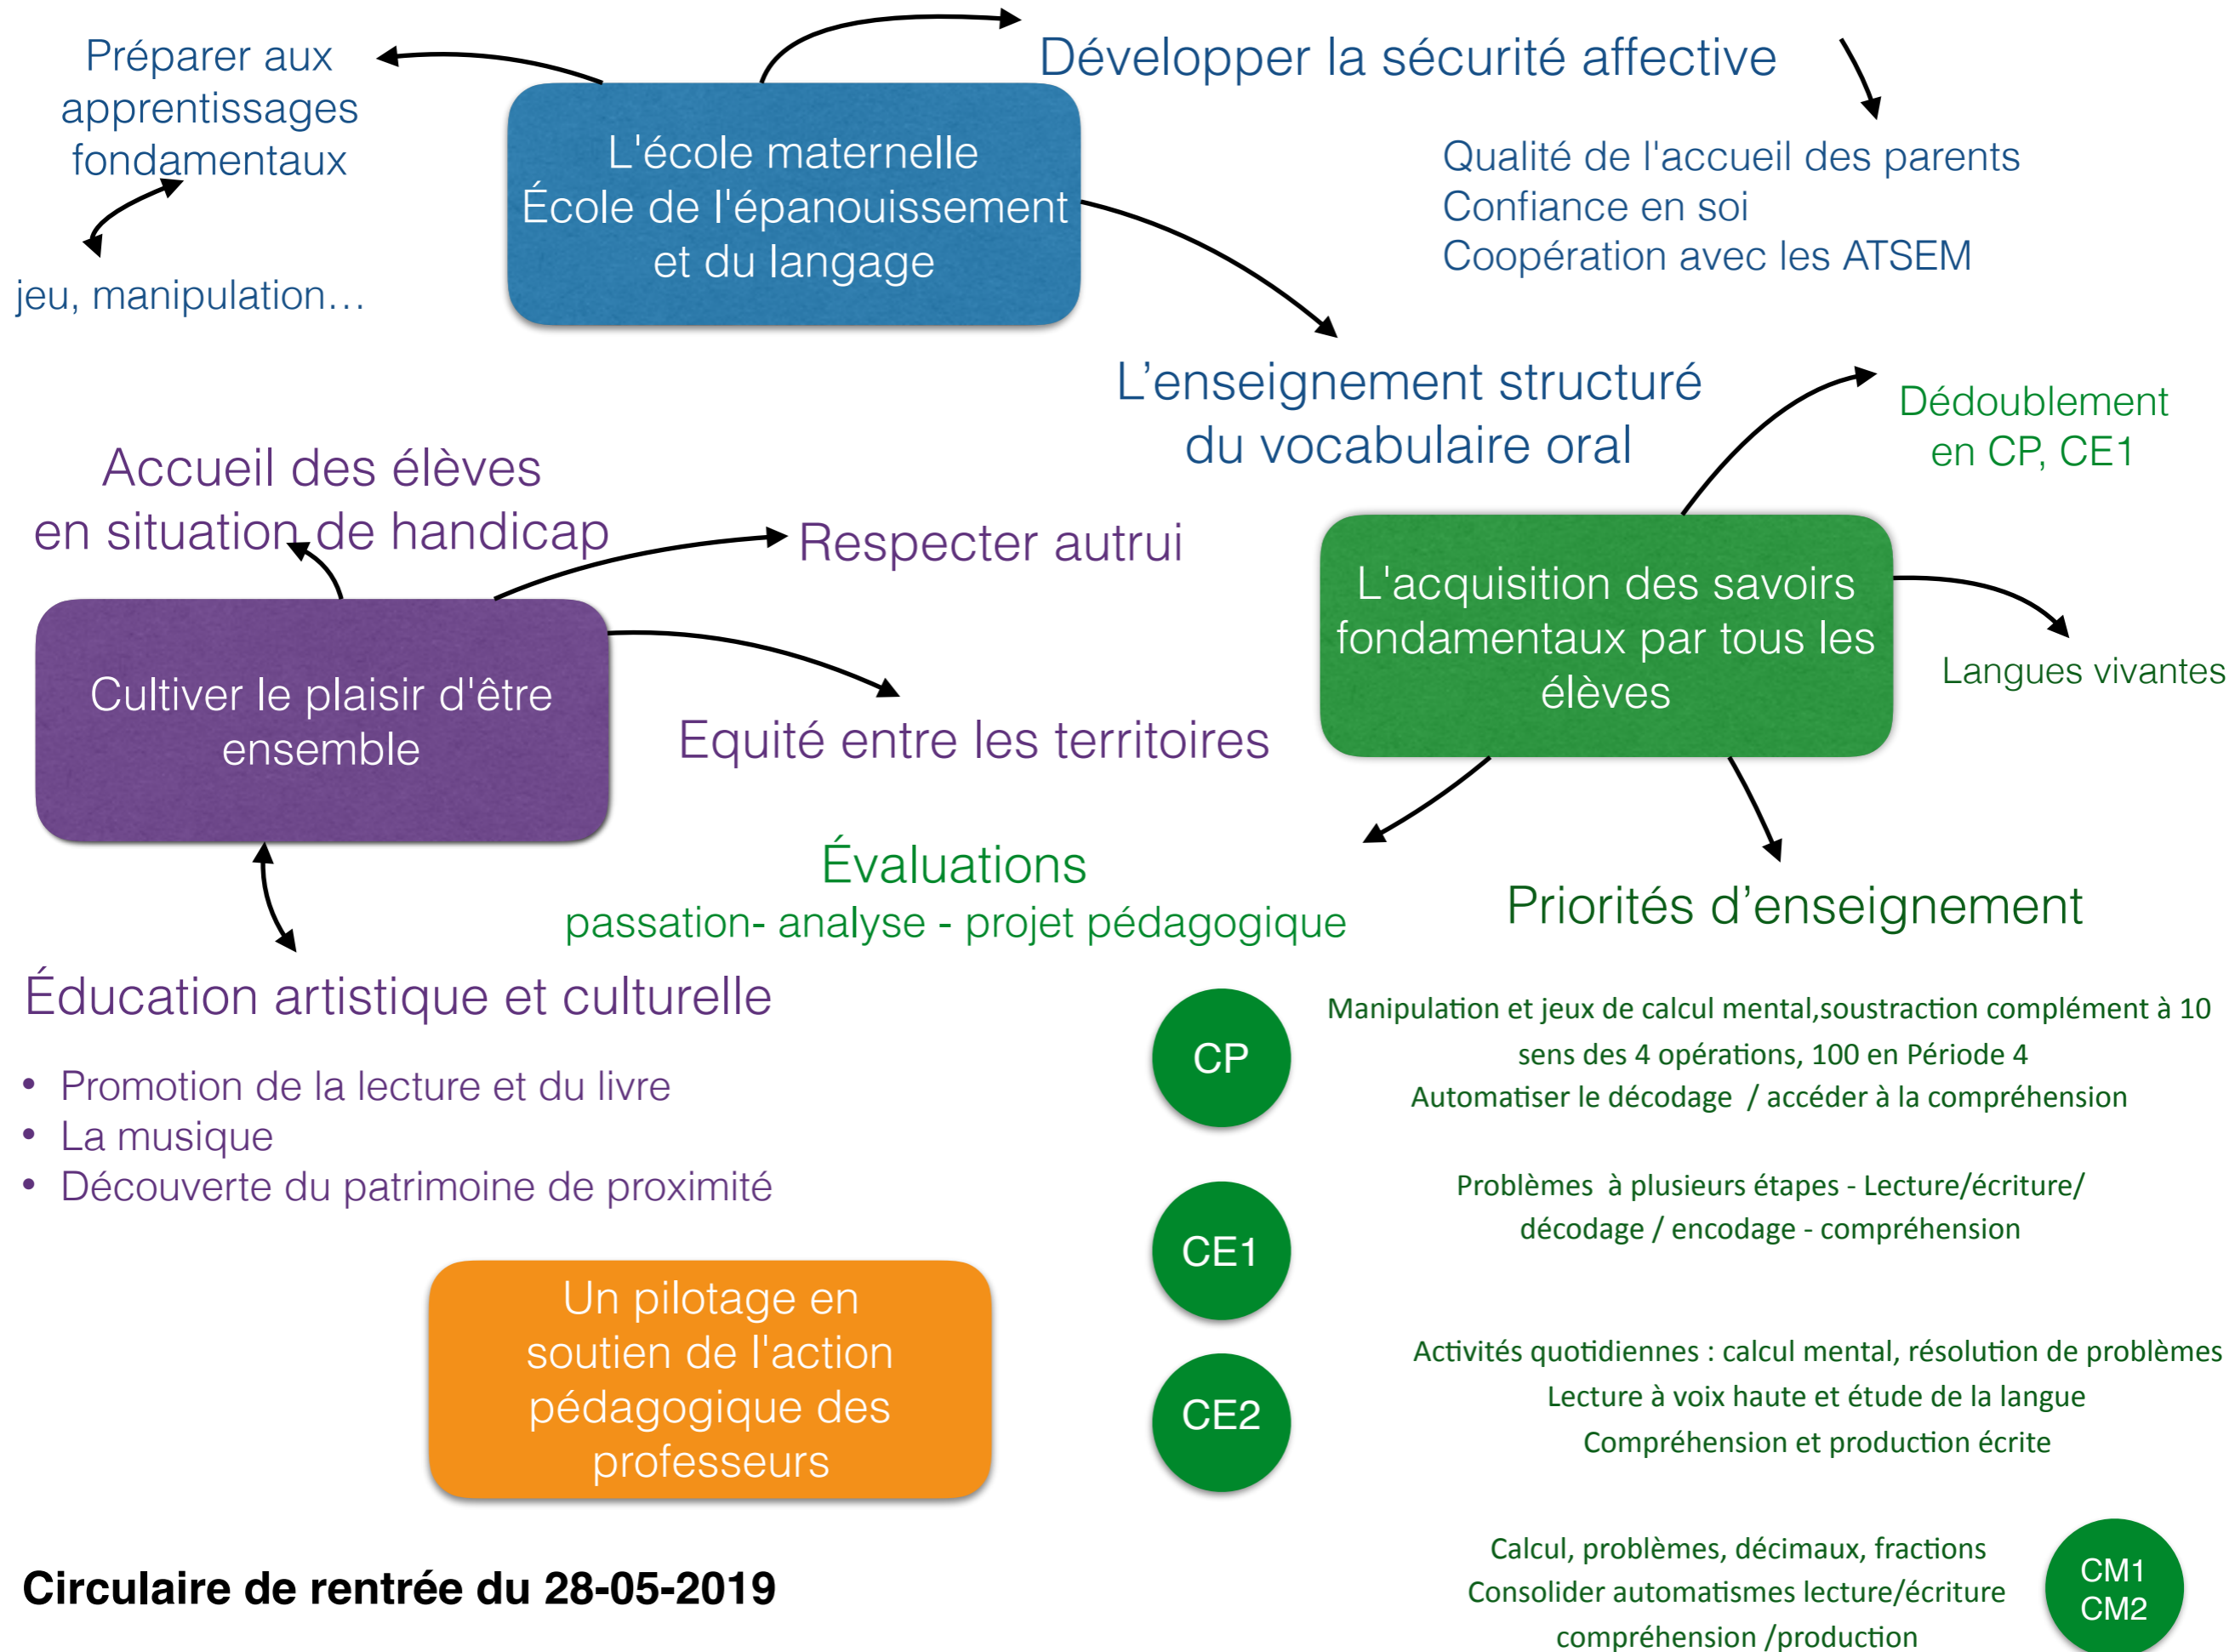 Préparer aux
apprentissages
fondamentaux
jeu, manipulation…
L'école maternelle
École de l'épanouissement
et du langage
Développer la sécurité affective
Qualité de l'accueil des parents
Confiance en soi
Coopération avec les ATSEM
L’enseignement structuré
du vocabulaire oral
Dédoublement
en CP, CE1
Accueil des élèves
en situation de handicap
Respecter autrui
Cultiver le plaisir d'être
ensemble
Equité entre les territoires
L'acquisition des savoirs
fondamentaux par tous les
élèves
Langues vivantes
Évaluations
passation- analyse - projet pédagogique
Priorités d’enseignement
Éducation artistique et culturelle
• Promotion de la lecture et du livre
• La musique
• Découverte du patrimoine de proximité
CP
Manipulation et jeux de calcul mental,soustraction complément à 10
sens des 4 opérations, 100 en Période 4
Automatiser le décodage / accéder à la compréhension
CE1
Problèmes à plusieurs étapes - Lecture/écriture/
décodage / encodage - compréhension
CE2
Activités quotidiennes : calcul mental, résolution de problèmes
Lecture à voix haute et étude de la langue
Compréhension et production écrite
Un pilotage en
soutien de l'action
pédagogique des
professeurs
Calcul, problèmes, décimaux, fractions
Consolider automatismes lecture/écriture
compréhension /production
CM1
CM2
Circulaire de rentrée du 28-05-2019